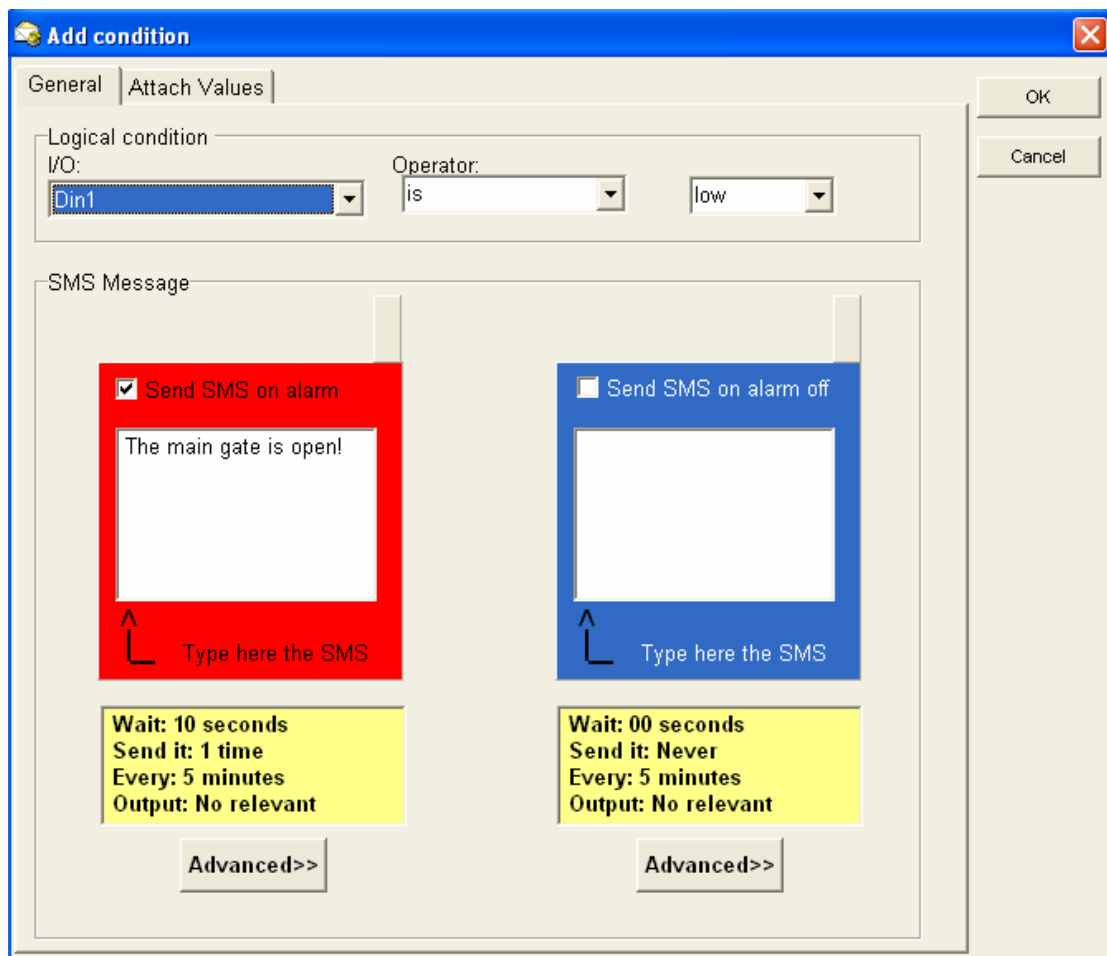 Add condition
General Attach Values
OK
Cancel
Logical condition
I/O: Operator:
Din1 is low
SMS Message
Send SMS on alarm
The main gate is open!
Type here the SMS
Wait: 10 seconds
Send it: 1 time
Every: 5 minutes
Output: No relevant
Advanced>>
Send SMS on alarm off
Type here the SMS
Wait: 00 seconds
Send it: Never
Every: 5 minutes
Output: No relevant
Advanced>>